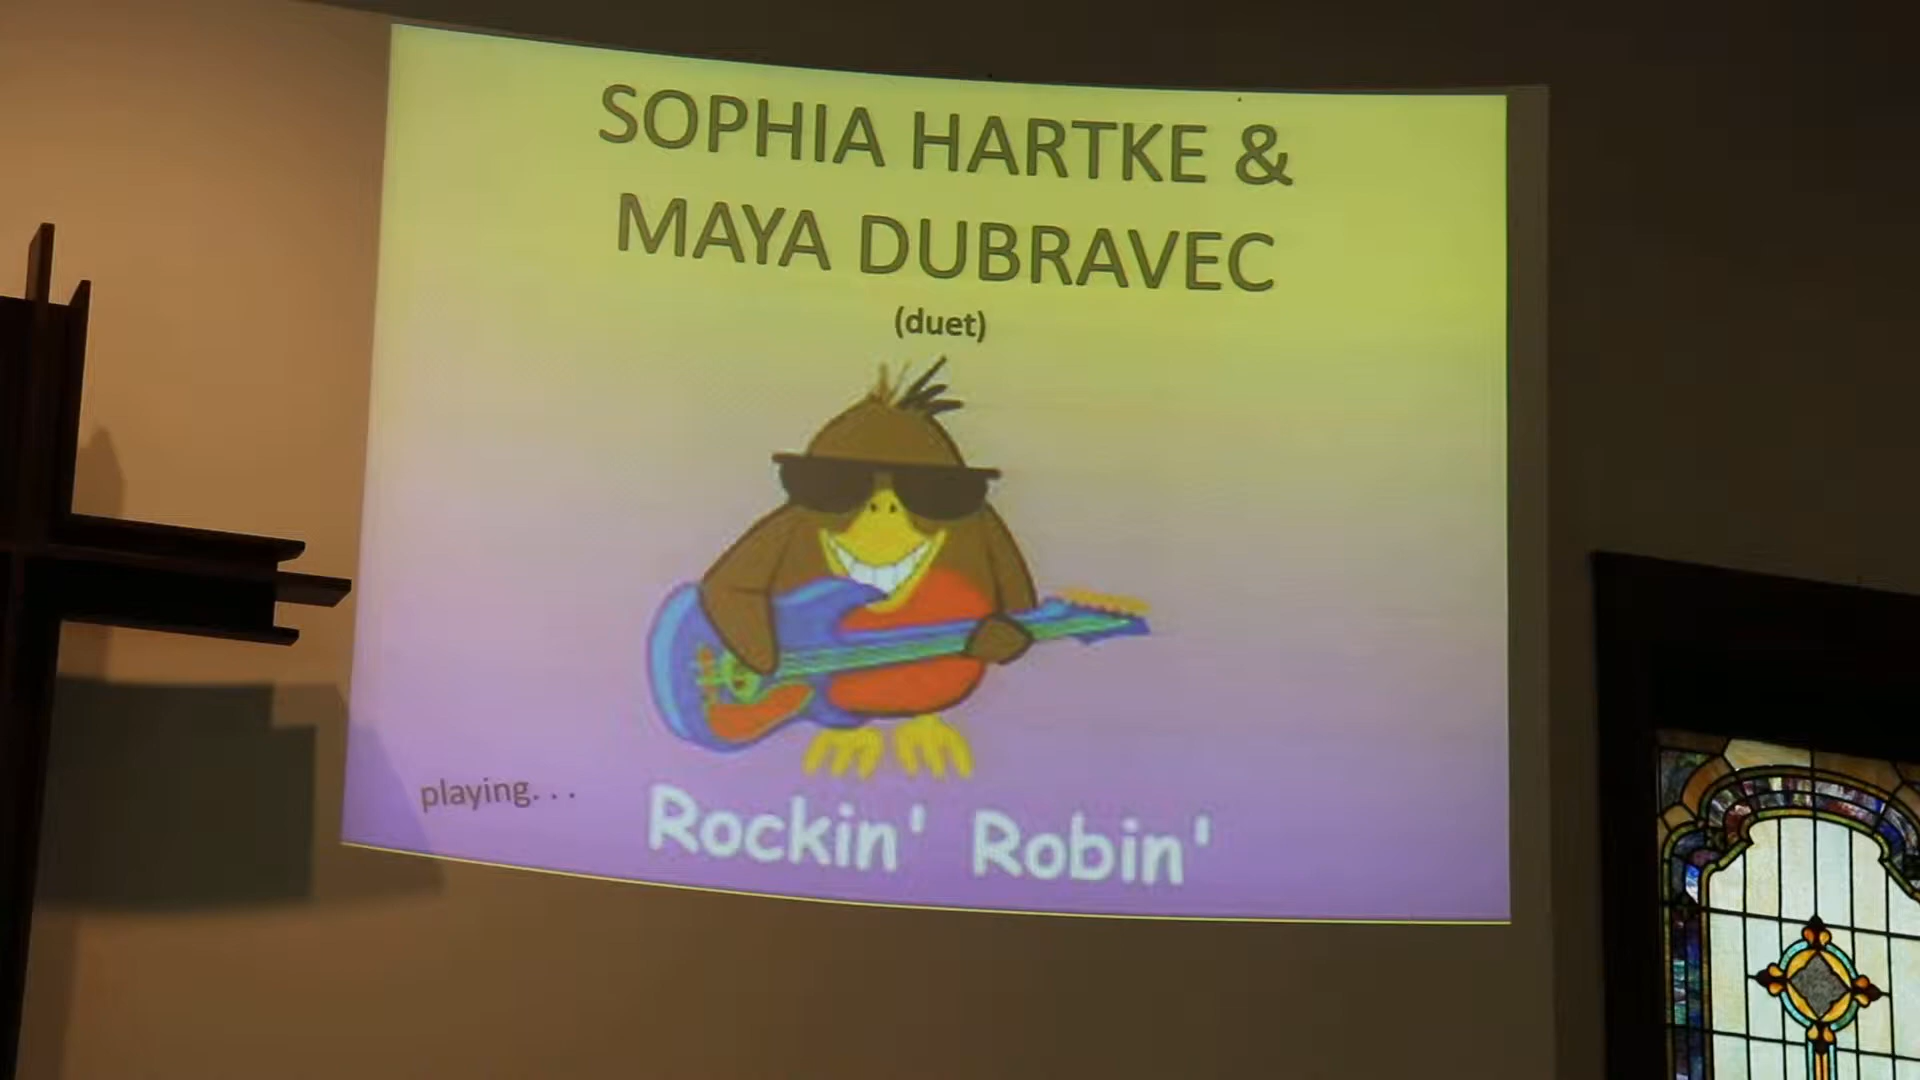 SOPHIA HARTKE &
MAYA DUBRAVEC
(duet)
playing. . .
Rockin' Robin'